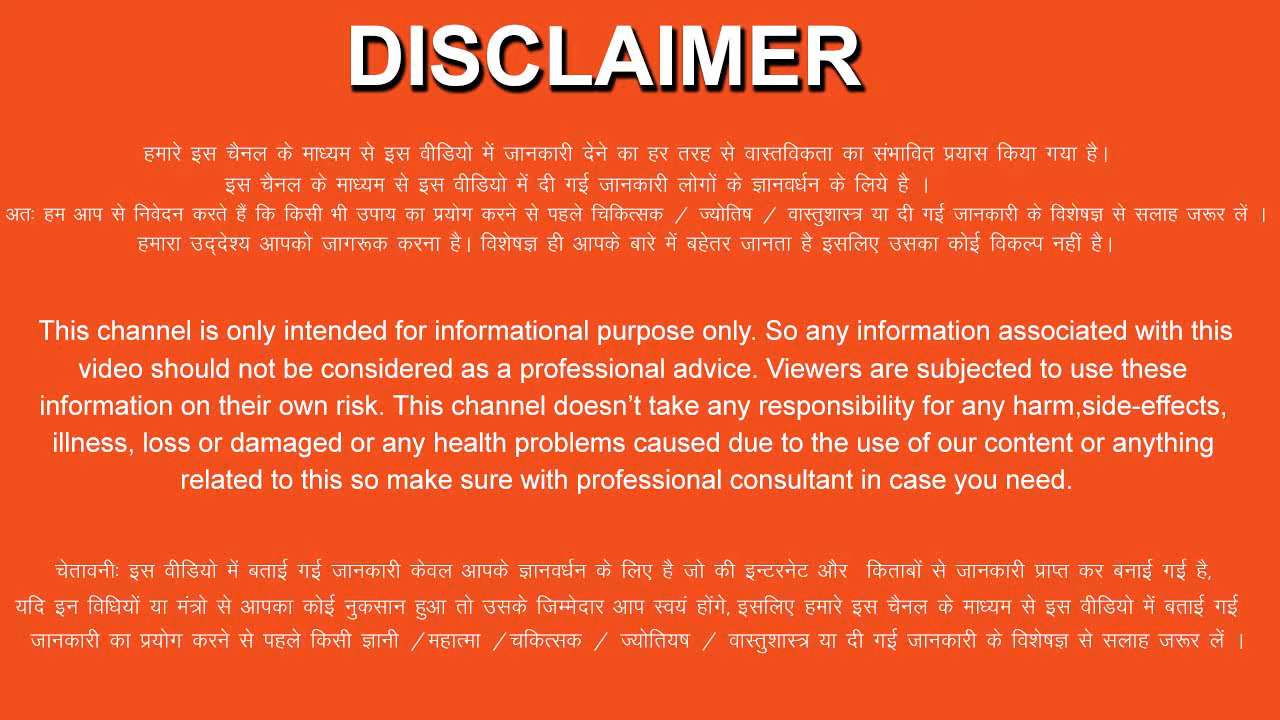 DISCLAIMER
हमारे इस चैनल के माध्यम से इस वीडियो में जानकारी देने का हर तरह से वास्तविकता का संभावित प्रयास किया गया है।
इस चैनल के माध्यम से इस वीडियो में दी गई जानकारी लोगों के ज्ञानवर्धन के लिये है ।
अतः हम आप से निवेदन करते हैं कि किसी भी उपाय का प्रयोग करने से पहले चिकित्सक / ज्योतिष / वास्तुशास्त्र या दी गई जानकारी के विशेषज्ञ से सलाह जरूर लें ।
हमारा उद्देश्य आपको जागरूक करना है। विशेषज्ञ ही आपके बारे में बहेतर जानता है इसलिए उसका कोई विकल्प नहीं है।
This channel is only intended for informational purpose only. So any information associated with this
video should not be considered as a professional advice. Viewers are subjected to use these
information on their own risk. This channel doesn't take any responsibility for any harm,side-effects,
illness, loss or damaged or any health problems caused due to the use of our content or anything
related to this so make sure with professional consultant in case you need.
चेतावनीः इस वीडियो में बताई गई जानकारी केवल आपके ज्ञानवर्धन के लिए है जो की इन्टरनेट और किताबों से जानकारी प्राप्त कर बनाई गई है,
यदि इन विधियों या मंत्रो से आपका कोई नुकसान हुआ तो उसके जिम्मेदार आप स्वयं होंगे, इसलिए हमारे इस चैनल के माध्यम से इस वीडियो में बताई गई
जानकारी का प्रयोग करने से पहले किसी ज्ञानी /महात्मा /चकित्सक / ज्योतियष / वास्तुशास्त्र या दी गई जानकारी के विशेषज्ञ से सलाह जरूर लें ।